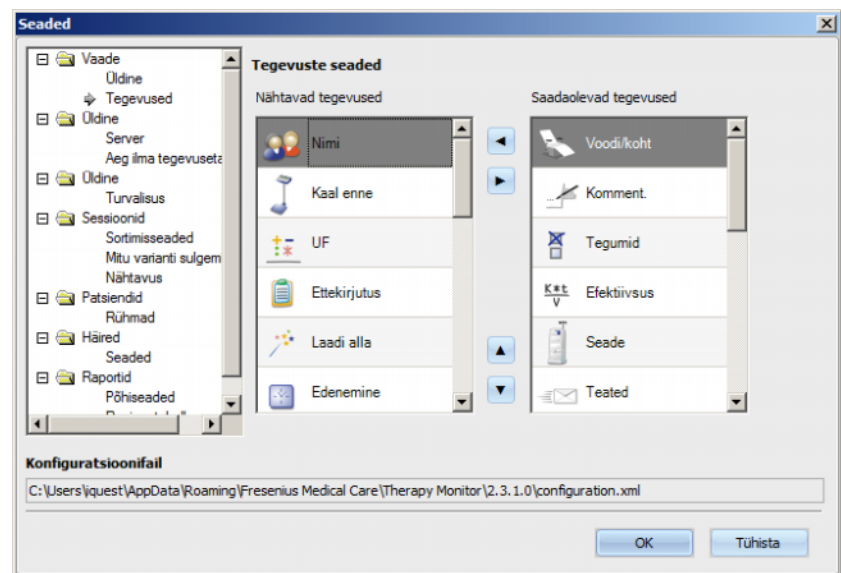 Seaded
Vaade
Üldine
Tegevused
Üldine
Server
Aeg ilma tegevuseta
Üldine
Turvalisus
Sessioonid
Sortimisseaded
Mitu varianti sulgem
Nähtavus
Patsiendid
Rühmad
Häired
Seaded
Raportid
Põhiseaded
Tegevuste seaded
Nähtavad tegevused
Nimi
Kaal enne
UF
Ettekirjutus
Laadi alla
Edenemine
Saadaolevad tegevused
Voodi/koht
Komment.
Tegumid
K*t
V
Efektiivsus
Seade
Teated
Konfiguratsioonifail
C:\Users\iquest\AppData\Roaming\Fresenius Medical Care\Therapy Monitor\2.3.1.0\configuration.xml
OK
Tühista